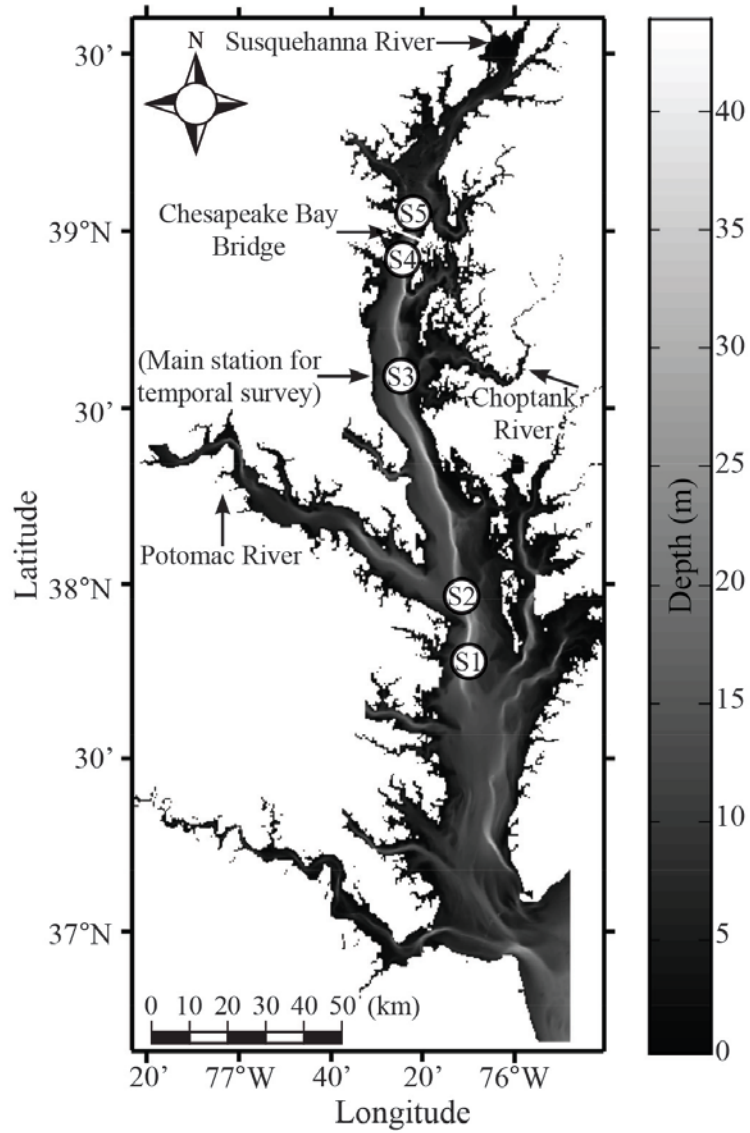 N
Susquehanna River
Chesapeake Bay
Bridge
(Main station for
temporal survey)
Choptank
River
Potomac River
S5
S4
S3
S2
S1
Latitude
30’
39°N
30’
38°N
30’
37°N
0 10 20 30 40 50 (km)
20’ 77°W 40’ 20’ 76°W
Longitude
Depth (m)
40
35
30
25
20
15
10
5
0